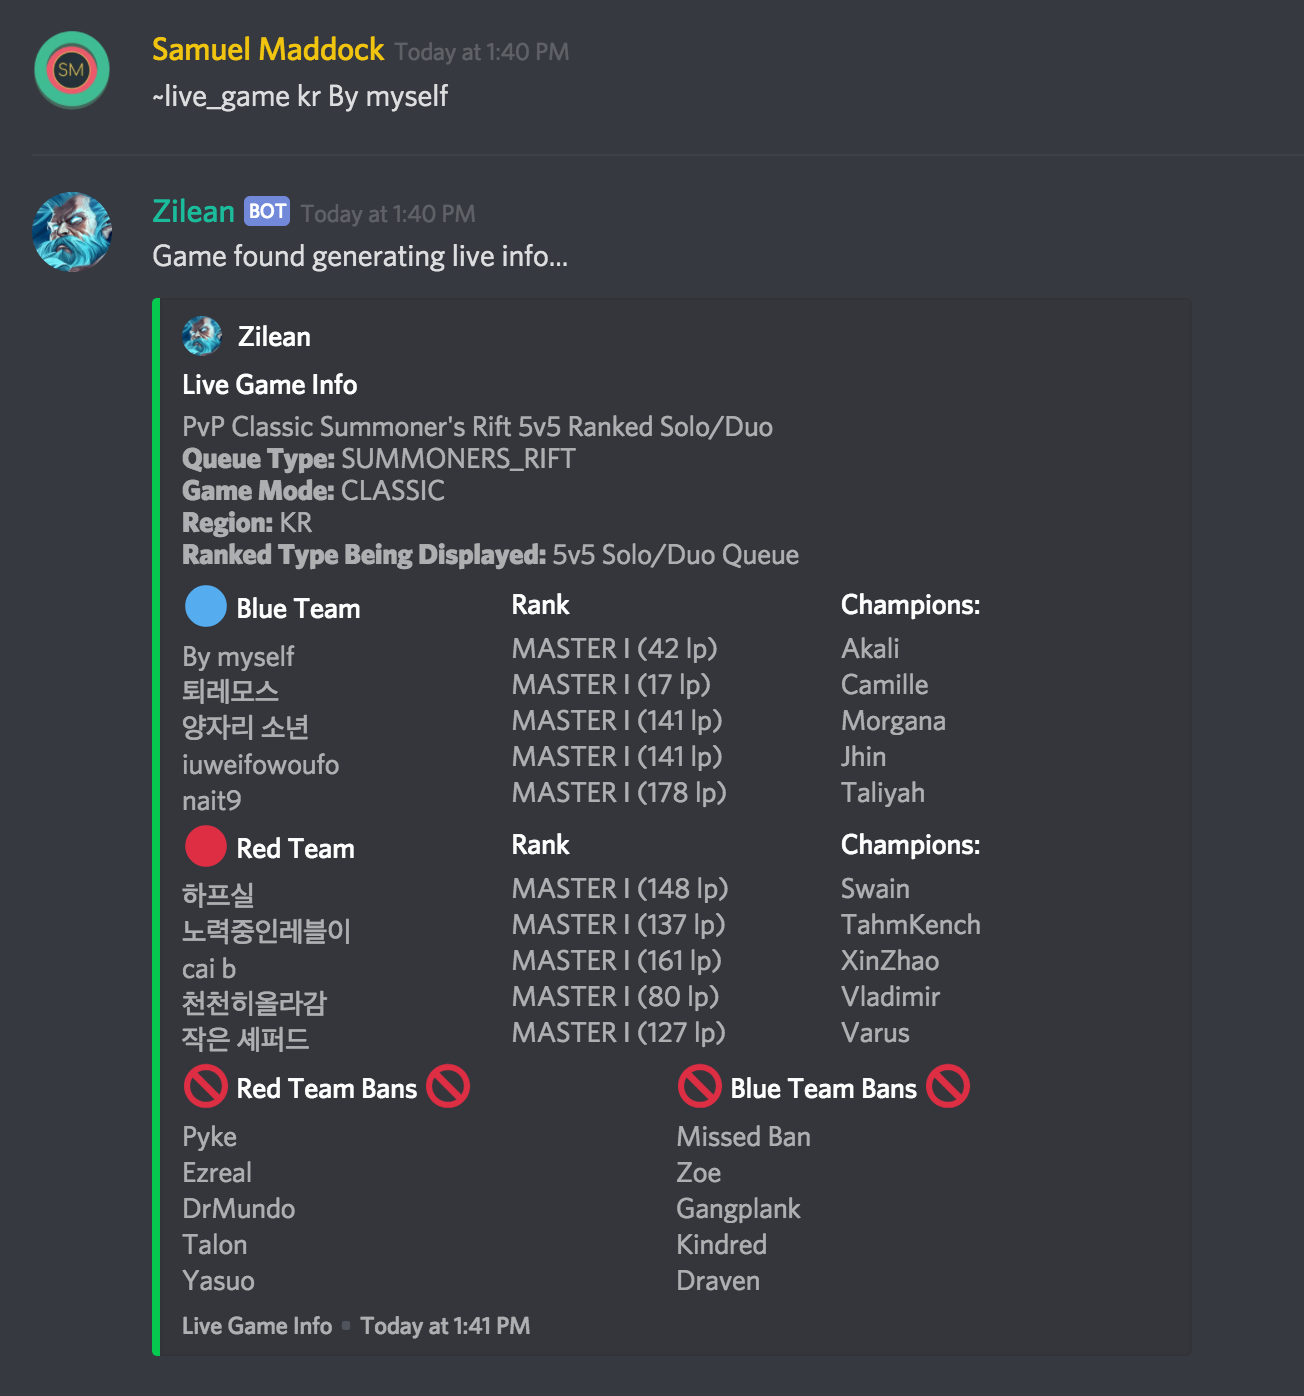 SM
Samuel Maddock Today at 1:40 PM
~live_game kr By myself
Zilean BOT Today at 1:40 PM
Game found generating live info...
Zilean
Live Game Info
PvP Classic Summoner's Rift 5v5 Ranked Solo/Duo
Queue Type: SUMMONERS_RIFT
Game Mode: CLASSIC
Region: KR
Ranked Type Being Displayed: 5v5 Solo/Duo Queue
Blue Team Rank Champions:
By myself MASTER I (42 lp) Akali
퇴레모스 MASTER I (17 lp) Camille
양자리 소년 MASTER I (141 lp) Morgana
iuweifowoufo MASTER I (141 lp) Jhin
nait9 MASTER I (178 lp) Taliyah
Red Team Rank Champions:
하프실 MASTER I (148 lp) Swain
노력중인레블이 MASTER I (137 lp) TahmKench
cai b MASTER I (161 lp) XinZhao
천천히올라감 MASTER I (80 lp) Vladimir
작은 셰퍼드 MASTER I (127 lp) Varus
Red Team Bans Blue Team Bans
Pyke Missed Ban
Ezreal Zoe
DrMundo Gangplank
Talon Kindred
Yasuo Draven
Live Game Info Today at 1:41 PM